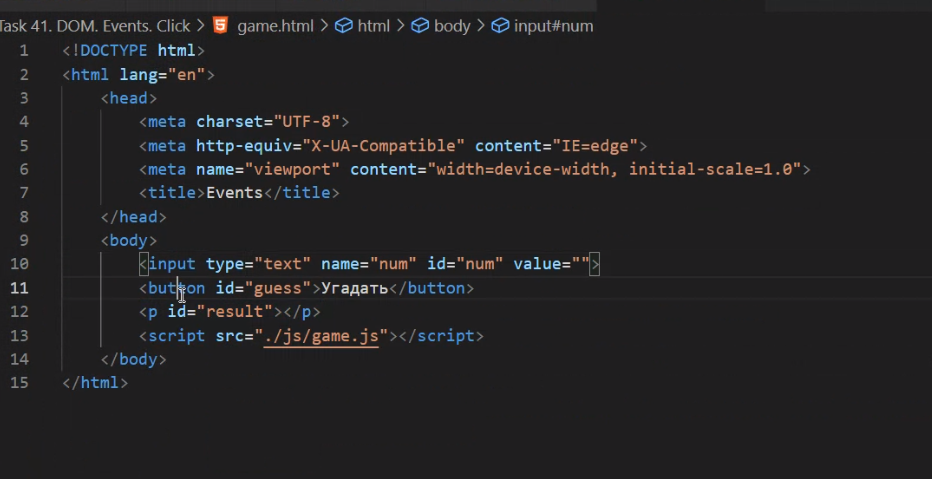 Task 41. DOM. Events. Click > game.html > html > body > input#num
1 <!DOCTYPE html>
2 <html lang="en">
3 <head>
4 <meta charset="UTF-8">
5 <meta http-equiv="X-UA-Compatible" content="IE=edge">
6 <meta name="viewport" content="width=device-width, initial-scale=1.0">
7 <title>Events</title>
8 </head>
9 <body>
10 <input type="text" name="num" id="num" value="">
11 <button id="guess">Угадать</button>
12 <p id="result"></p>
13 <script src="./js/game.js"></script>
14 </body>
15 </html>